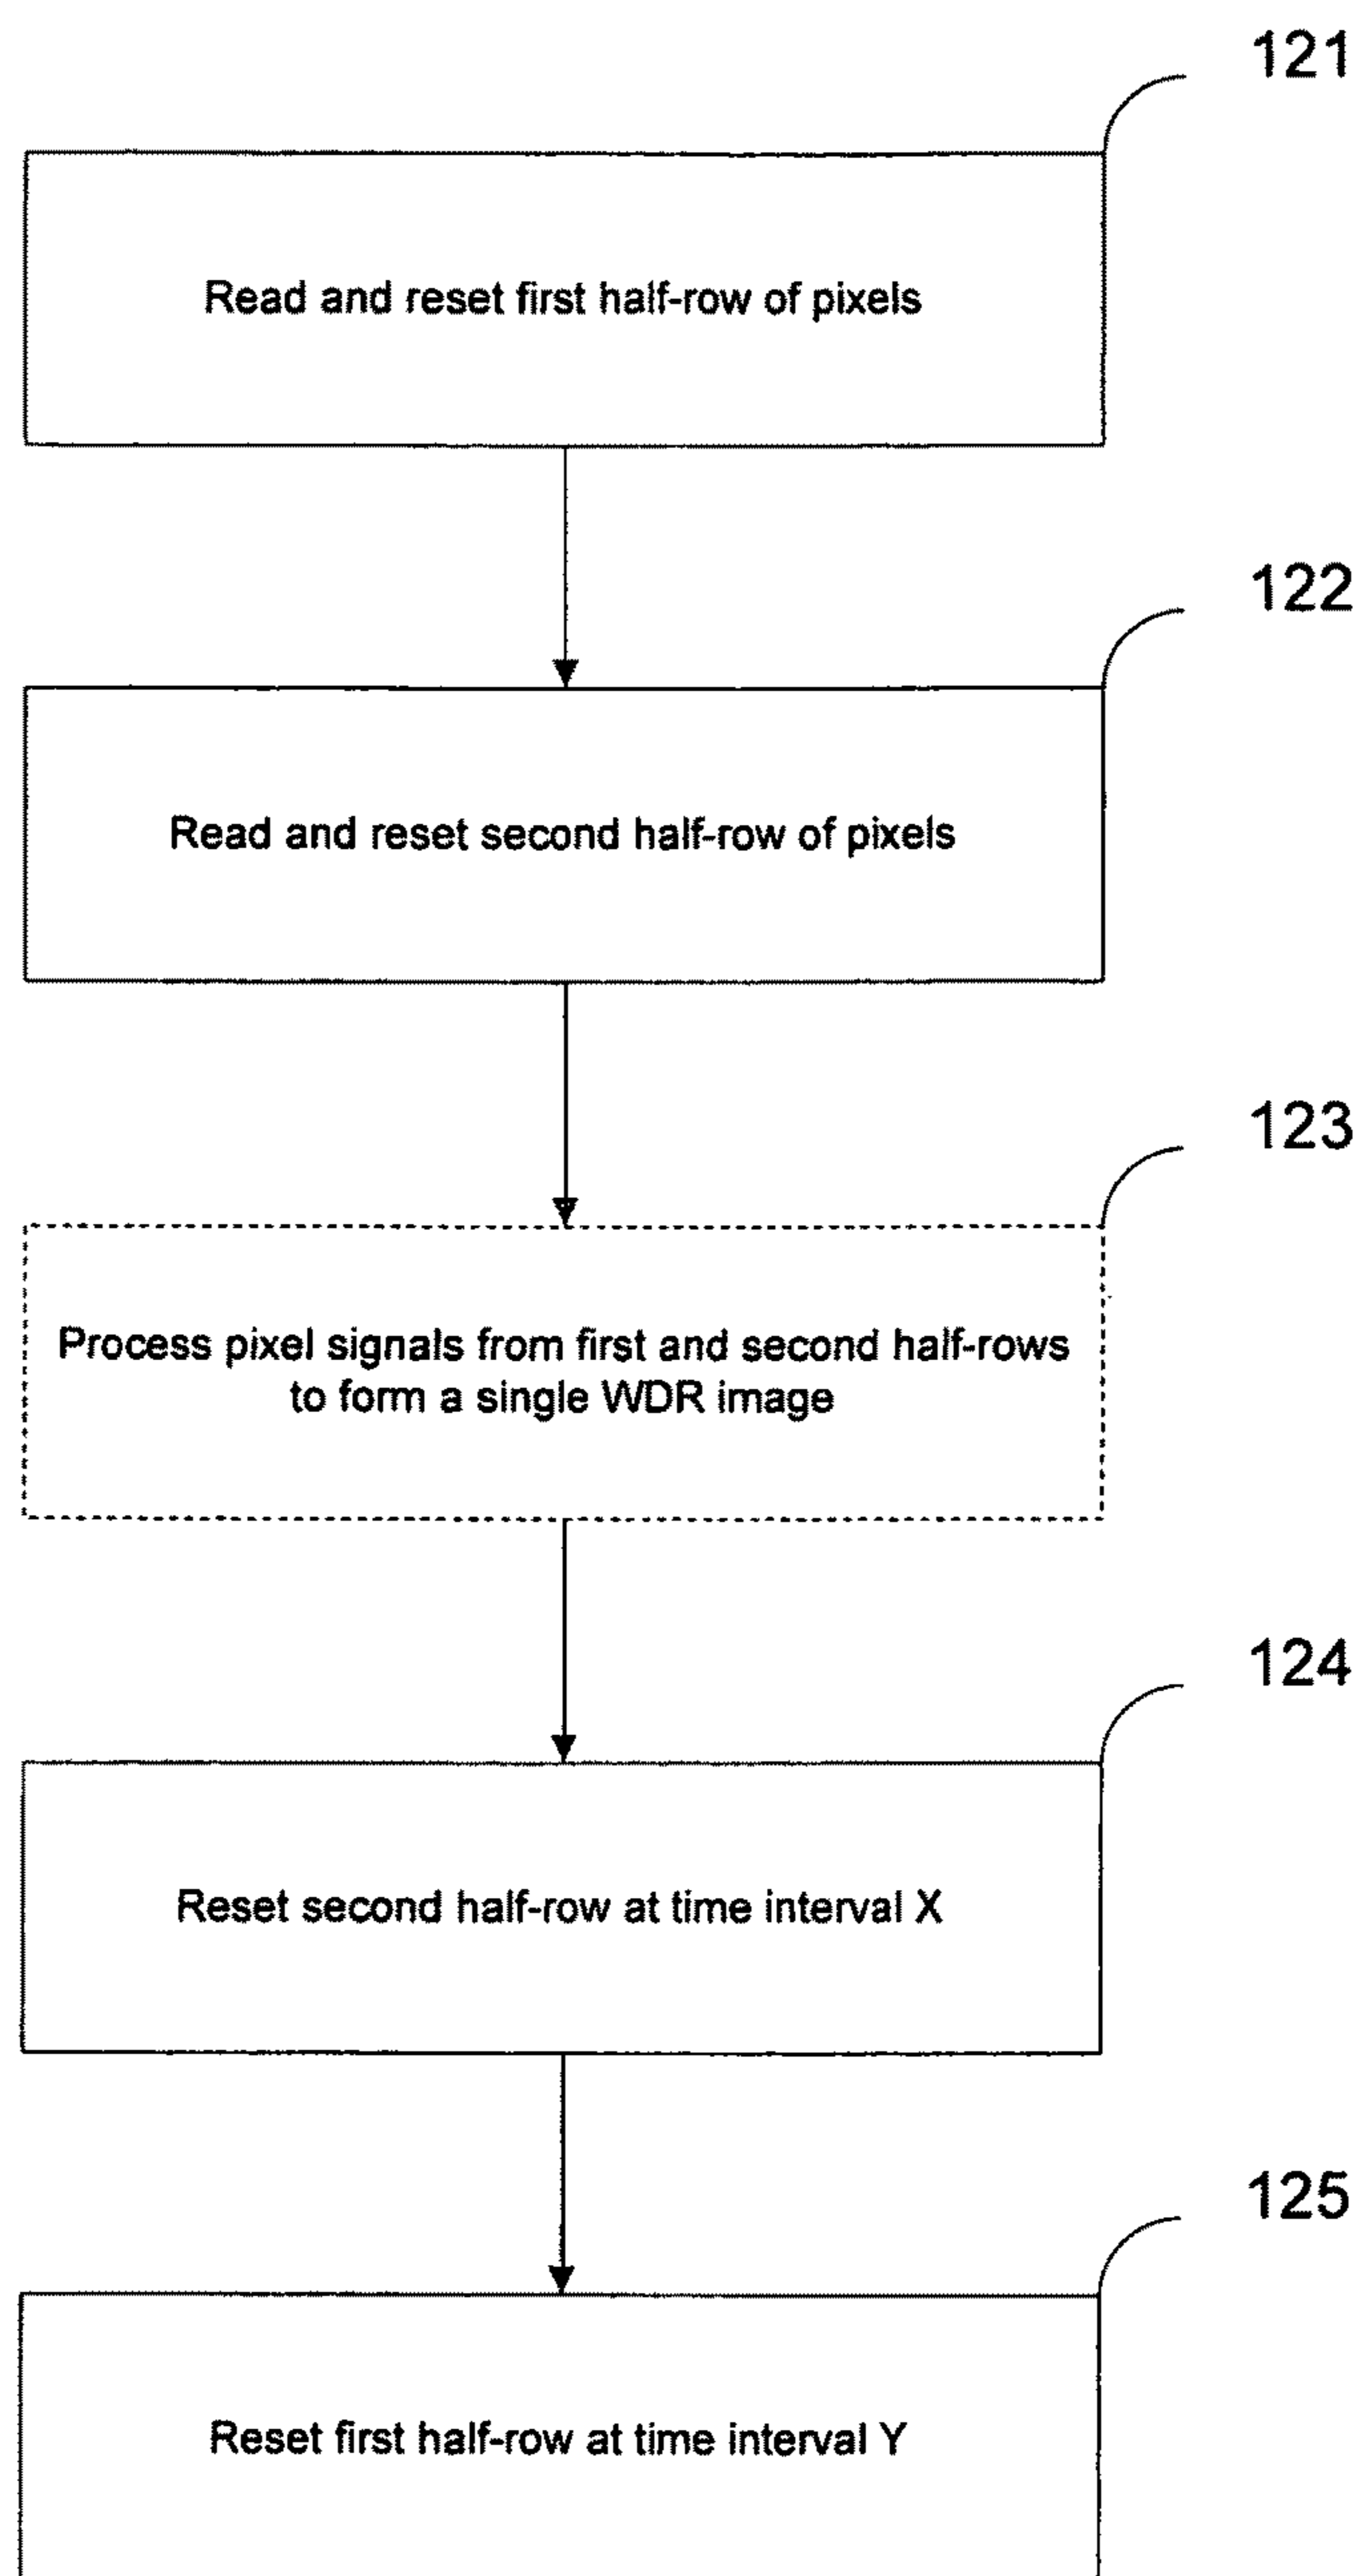 121
Read and reset first half-row of pixels
122
Read and reset second half-row of pixels
123
Process pixel signals from first and second half-rows
to form a single WDR image
124
Reset second half-row at time interval X
125
Reset first half-row at time interval Y